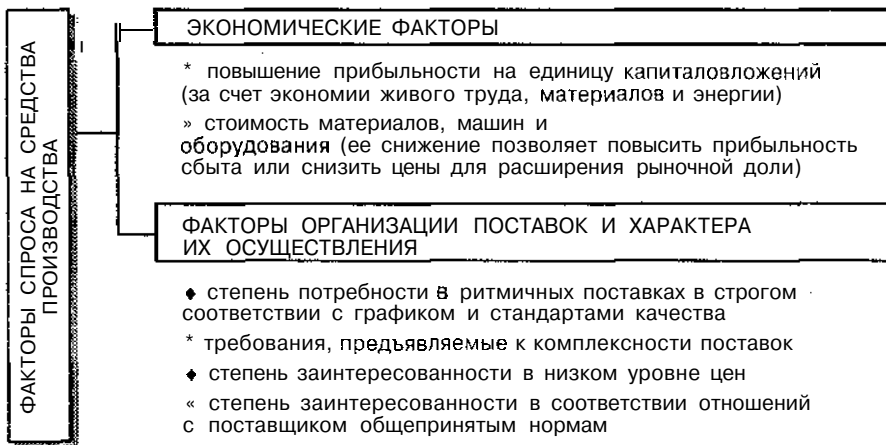 ФАКТОРЫ СПРОСА НА СРЕДСТВА
ПРОИЗВОДСТВА
ЭКОНОМИЧЕСКИЕ ФАКТОРЫ
* повышение прибыльности на единицу капиталовложений
(за счет экономии живого труда, материалов и энергии)
» стоимость материалов, машин и
оборудования (ее снижение позволяет повысить прибыльность
сбыта или снизить цены для расширения рыночной доли)
ФАКТОРЫ ОРГАНИЗАЦИИ ПОСТАВОК И ХАРАКТЕРА
ИХ ОСУЩЕСТВЛЕНИЯ
♦ степень потребности в ритмичных поставках в строгом
соответствии с графиком и стандартами качества
* требования, предъявляемые к комплексности поставок
♦ степень заинтересованности в низком уровне цен
« степень заинтересованности в соответствии отношений
с поставщиком общепринятым нормам